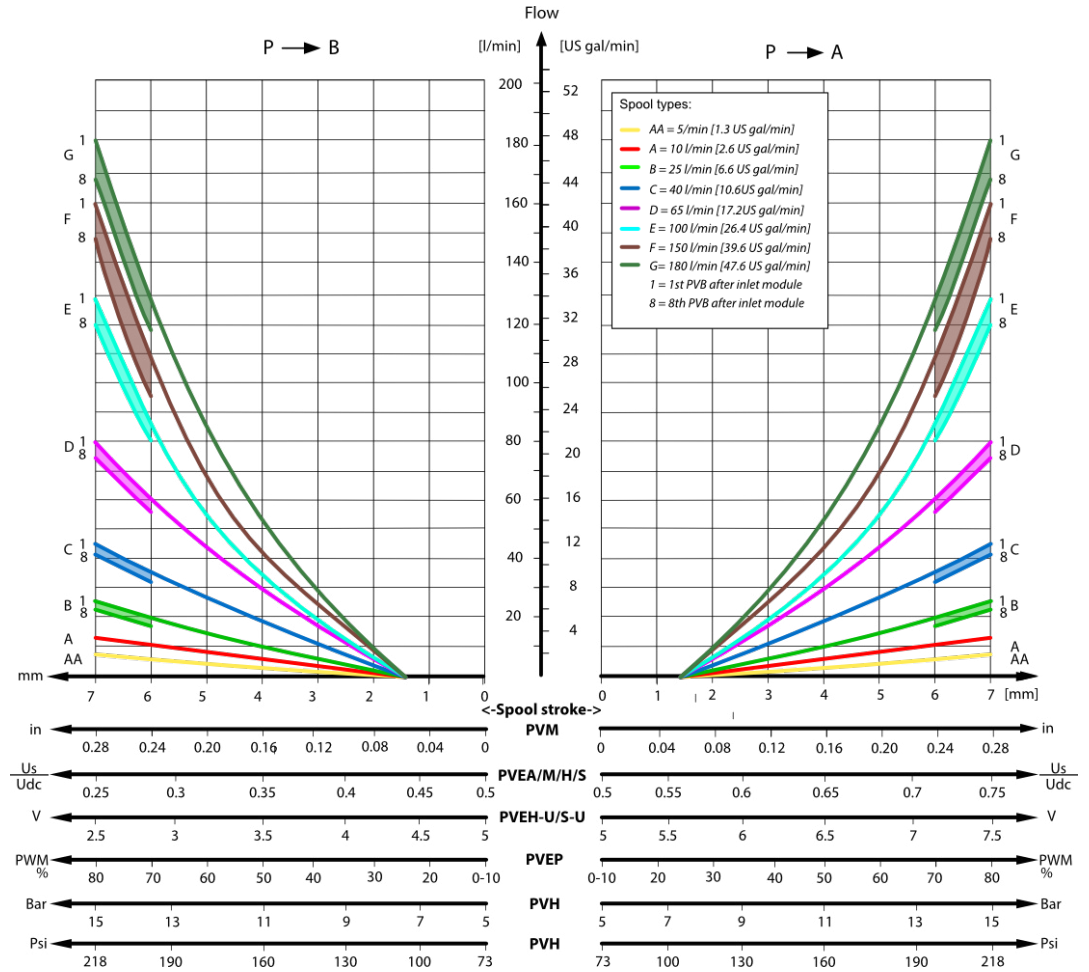 Flow
P → B
[l/min]
[US gal/min]
P → A
200
180
160
140
120
100
80
60
40
20
52
48
44
40
36
32
28
24
20
16
12
8
4
G 1
8
F 1
8
E 1
8
D 1
8
C 1
8
B 1
8
A
AA
Spool types:
AA = 5/min [1.3 US gal/min]
A = 10 l/min [2.6 US gal/min]
B = 25 l/min [6.6 US gal/min]
C = 40 l/min [10.6US gal/min]
D = 65 l/min [17.2US gal/min]
E = 100 l/min [26.4 US gal/min]
F = 150 l/min [39.6 US gal/min]
G= 180 l/min [47.6 US gal/min]
1 = 1st PVB after inlet module
8 = 8th PVB after inlet module
1 G
8
1 F
8
1 E
8
1 D
8
1 C
8
1 B
8
A
AA
mm
7 6 5 4 3 2 1 0
0 1 2 3 4 5 6 7 [mm]
<-Spool stroke->
in PVM in
0.28 0.24 0.20 0.16 0.12 0.08 0.04 0
0 0.04 0.08 0.12 0.16 0.20 0.24 0.28
Us
Udc
PVEA/M/H/S
Us
Udc
0.25 0.3 0.35 0.4 0.45 0.5
0.5 0.55 0.6 0.65 0.7 0.75
V PVEH-U/S-U V
2.5 3 3.5 4 4.5 5
5 5.5 6 6.5 7 7.5
PWM
%
PVEP
PWM
%
80 70 60 50 40 30 20 0-10
0-10 20 30 40 50 60 70 80
Bar PVH Bar
15 13 11 9 7 5
5 7 9 11 13 15
Psi PVH Psi
218 190 160 130 100 73
73 100 130 160 190 218